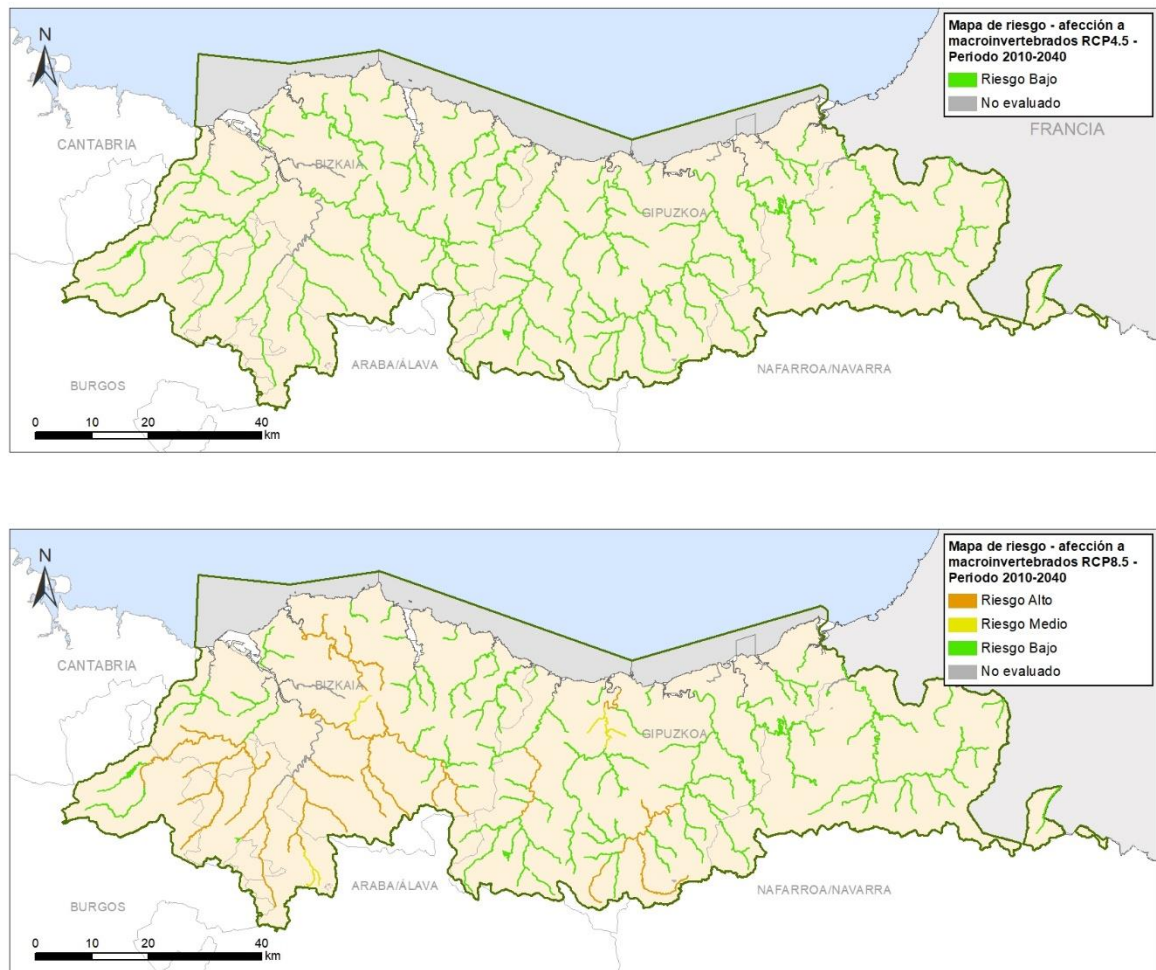 N
Mapa de riesgo - afección a
macroinvertebrados RCP4.5 -
Periodo 2010-2040
Riesgo Bajo
No evaluado
FRANCIA
CANTABRIA
BIZKAIA
GIPUZKOA
ARABA/ÁLAVA
NAFARROA/NAVARRA
BURGOS
0 10 20 40
km
N
Mapa de riesgo - afección a
macroinvertebrados RCP8.5 -
Periodo 2010-2040
Riesgo Alto
Riesgo Medio
Riesgo Bajo
No evaluado
CANTABRIA
BIZKAIA
GIPUZKOA
ARABA/ÁLAVA
NAFARROA/NAVARRA
BURGOS
0 10 20 40
km